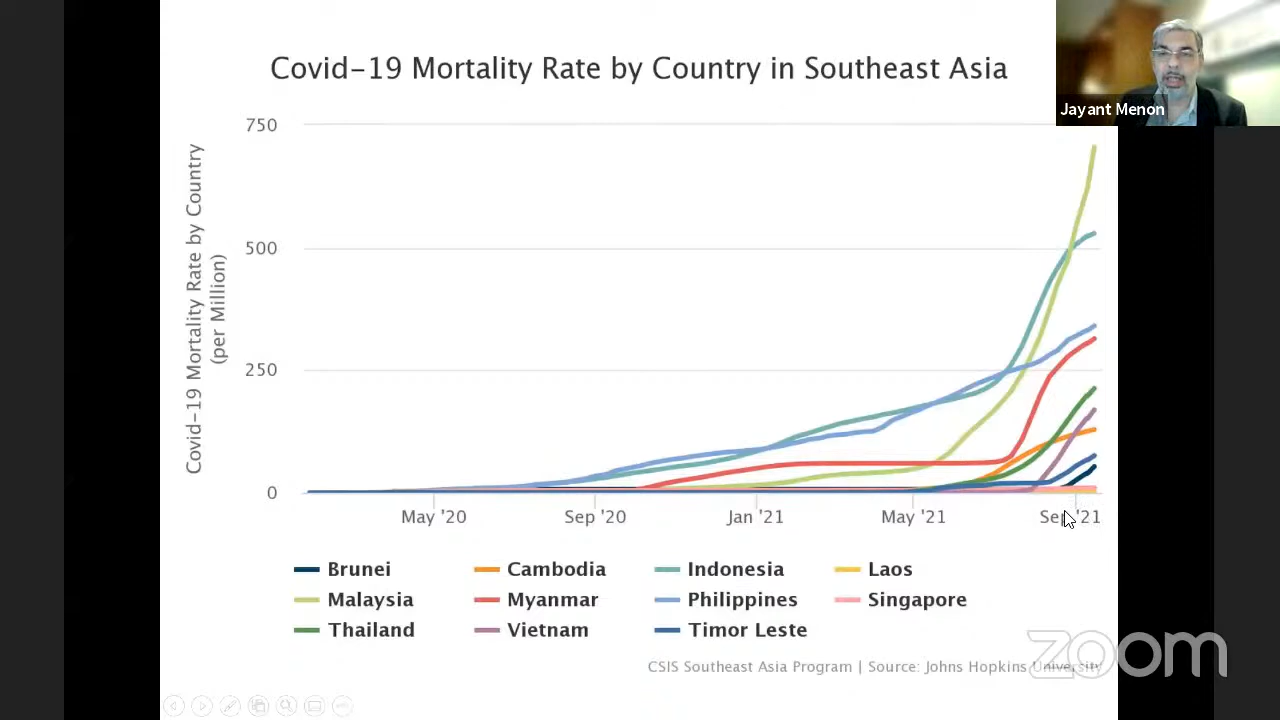 Covid-19 Mortality Rate by Country in Southeast Asia
Jayant Menon
Covid-19 Mortality Rate by Country
(per Million)
750
500
250
0
May '20
Sep '20
Jan '21
May '21
Sep '21
Brunei
Cambodia
Indonesia
Laos
Malaysia
Myanmar
Philippines
Singapore
Thailand
Vietnam
Timor Leste
CSIS Southeast Asia Program | Source: Johns Hopkins University
zoom